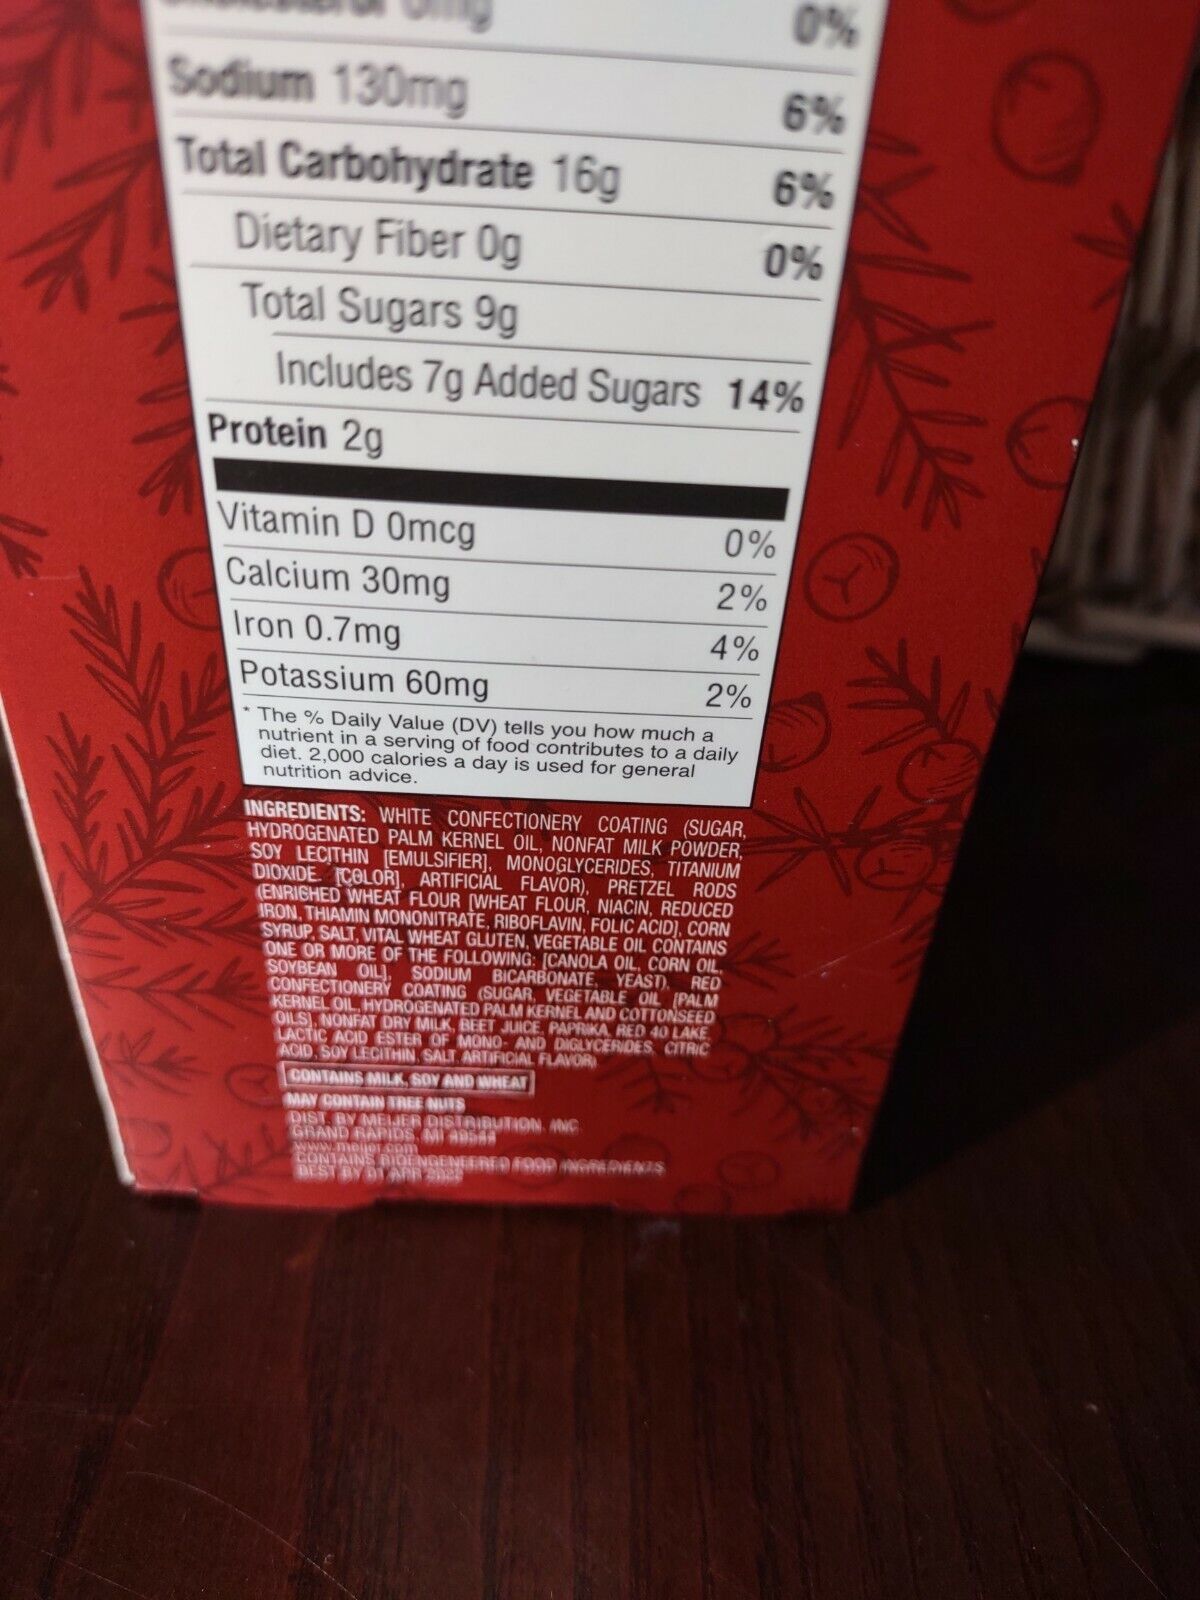 0mg 0%
Sodium 130mg 6%
Total Carbohydrate 16g 6%
Dietary Fiber 0g 0%
Total Sugars 9g
Includes 7g Added Sugars 14%
Protein 2g
Vitamin D 0mcg 0%
Calcium 30mg 2%
Iron 0.7mg 4%
Potassium 60mg 2%
* The % Daily Value (DV) tells you how much a
nutrient in a serving of food contributes to a daily
diet. 2,000 calories a day is used for general
nutrition advice.
INGREDIENTS: WHITE CONFECTIONERY COATING (SUGAR,
HYDROGENATED PALM KERNEL OIL, NONFAT MILK POWDER,
SOY LECITHIN [EMULSIFIER], MONOGLYCERIDES, TITANIUM
DIOXIDE [COLOR], ARTIFICIAL FLAVOR), PRETZEL RODS
(ENRICHED WHEAT FLOUR [WHEAT FLOUR, NIACIN, REDUCED
IRON, THIAMIN MONONITRATE, RIBOFLAVIN, FOLIC ACID], CORN
SYRUP, SALT, VITAL WHEAT GLUTEN, VEGETABLE OIL CONTAINS
ONE OR MORE OF THE FOLLOWING: [CANOLA OIL, CORN OIL,
SOYBEAN OIL], SODIUM BICARBONATE, YEAST), RED
CONFECTIONERY COATING (SUGAR, VEGETABLE OIL [PALM
KERNEL OIL, HYDROGENATED PALM KERNEL AND COTTONSEED
OILS], NONFAT DRY MILK, BEET JUICE, PAPRIKA, RED 40 LAKE,
LACTIC ACID ESTER OF MONO- AND DIGLYCERIDES, CITRIC
ACID, SOY LECITHIN, SALT, ARTIFICIAL FLAVOR)
CONTAINS MILK, SOY AND WHEAT
MAY CONTAIN TREE NUTS
DIST. BY MEIJER DISTRIBUTION, INC
GRAND RAPIDS, MI 49544
www.meijer.com
CONTAINS BIOENGENEERED FOOD INGREDIENTS
BEST BY 01 APR 2022